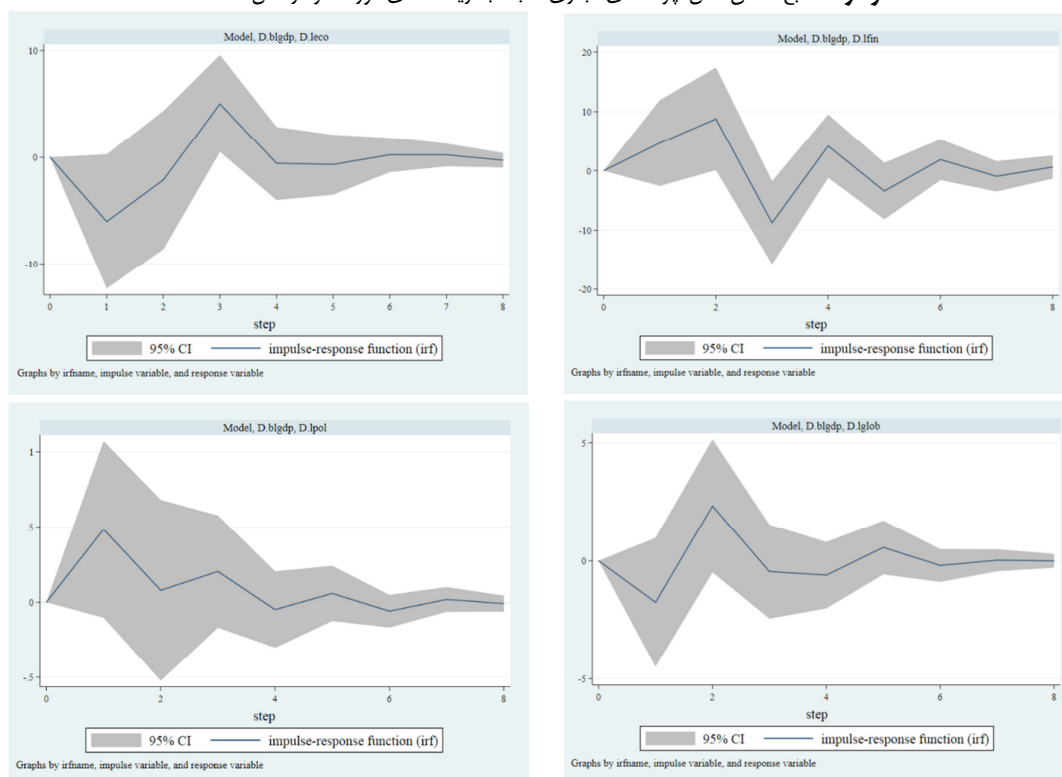 Model, D.blgdp, D.leco
10
0
-10
0 1 2 3 4 5 6 7 8
step
95% CI impulse-response function (irf)
Graphs by irfname, impulse variable, and response variable
Model, D.blgdp, D.lfin
20
10
0
-10
-20
0 2 4 6 8
step
95% CI impulse-response function (irf)
Graphs by irfname, impulse variable, and response variable
Model, D.blgdp, D.lpol
1
.5
0
-.5
0 2 4 6 8
step
95% CI impulse-response function (irf)
Graphs by irfname, impulse variable, and response variable
Model, D.blgdp, D.lglob
5
0
-5
0 2 4 6 8
step
95% CI impulse-response function (irf)
Graphs by irfname, impulse variable, and response variable